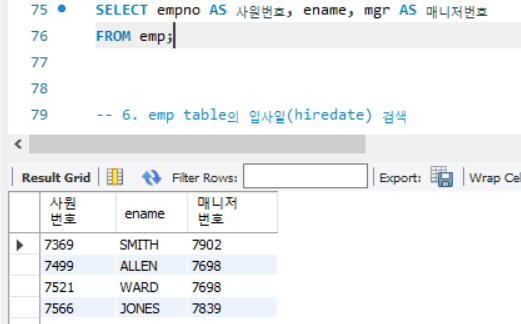 75 SELECT empno AS 사원번호, ename, mgr AS 매니저번호
76 FROM emp;
77
78
79 -- 6. emp table의 입사일(hiredate) 검색
Result Grid Filter Rows: Export: Wrap Cel
사원번호 ename 매니저번호
7369 SMITH 7902
7499 ALLEN 7698
7521 WARD 7698
7566 JONES 7839